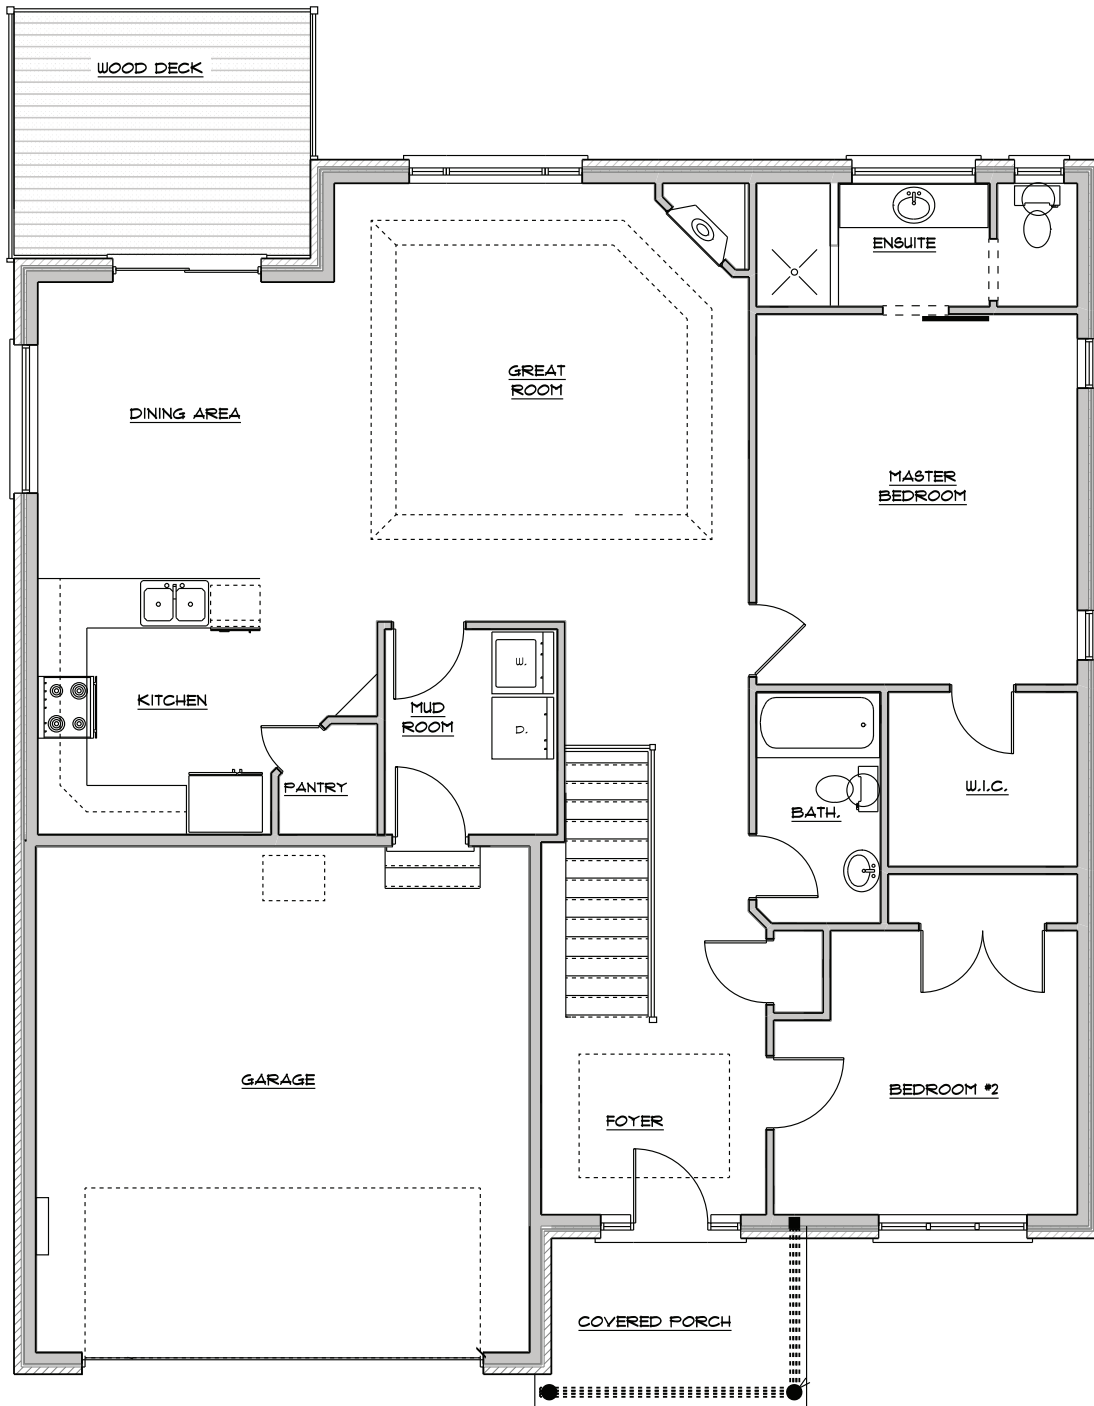 WOOD DECK
ENSUITE
GREAT
ROOM
DINING AREA
MASTER
BEDROOM
W.
KITCHEN
MUD
ROOM
D.
PANTRY
W.I.C.
BATH.
GARAGE
BEDROOM #2
FOYER
COVERED PORCH